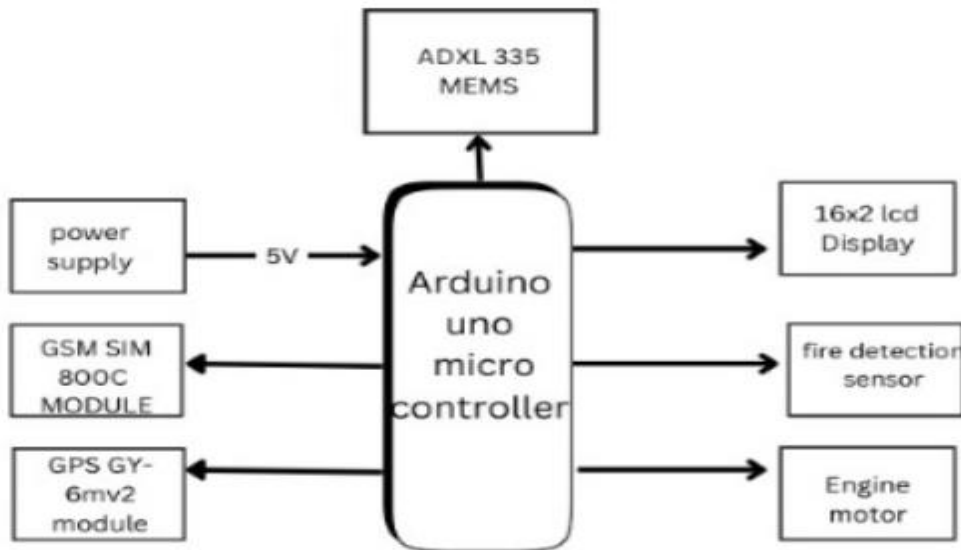 ADXL 335
MEMS
power
supply
5V
16x2 lcd
Display
Arduino
uno
micro
controller
GSM SIM
800C
MODULE
fire detection
sensor
GPS GY-
6mv2
module
Engine
motor